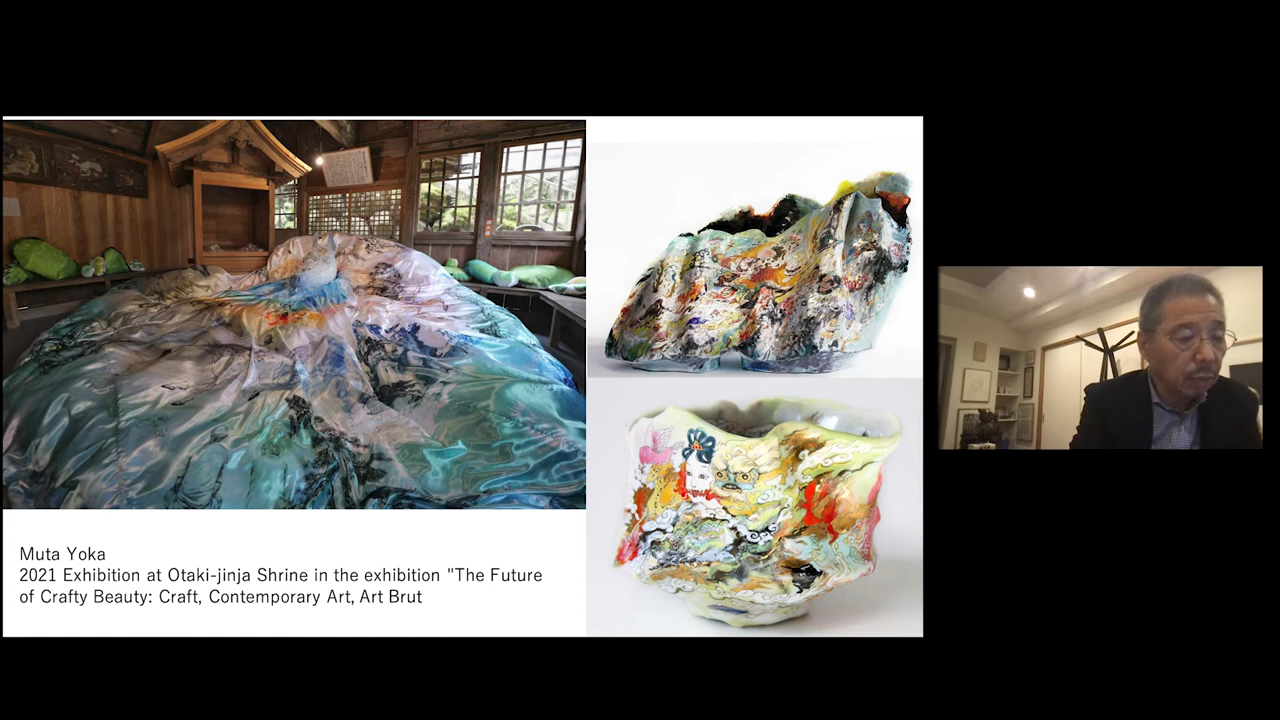 Muta Yoka
2021 Exhibition at Otaki-jinja Shrine in the exhibition "The Future
of Crafty Beauty: Craft, Contemporary Art, Art Brut